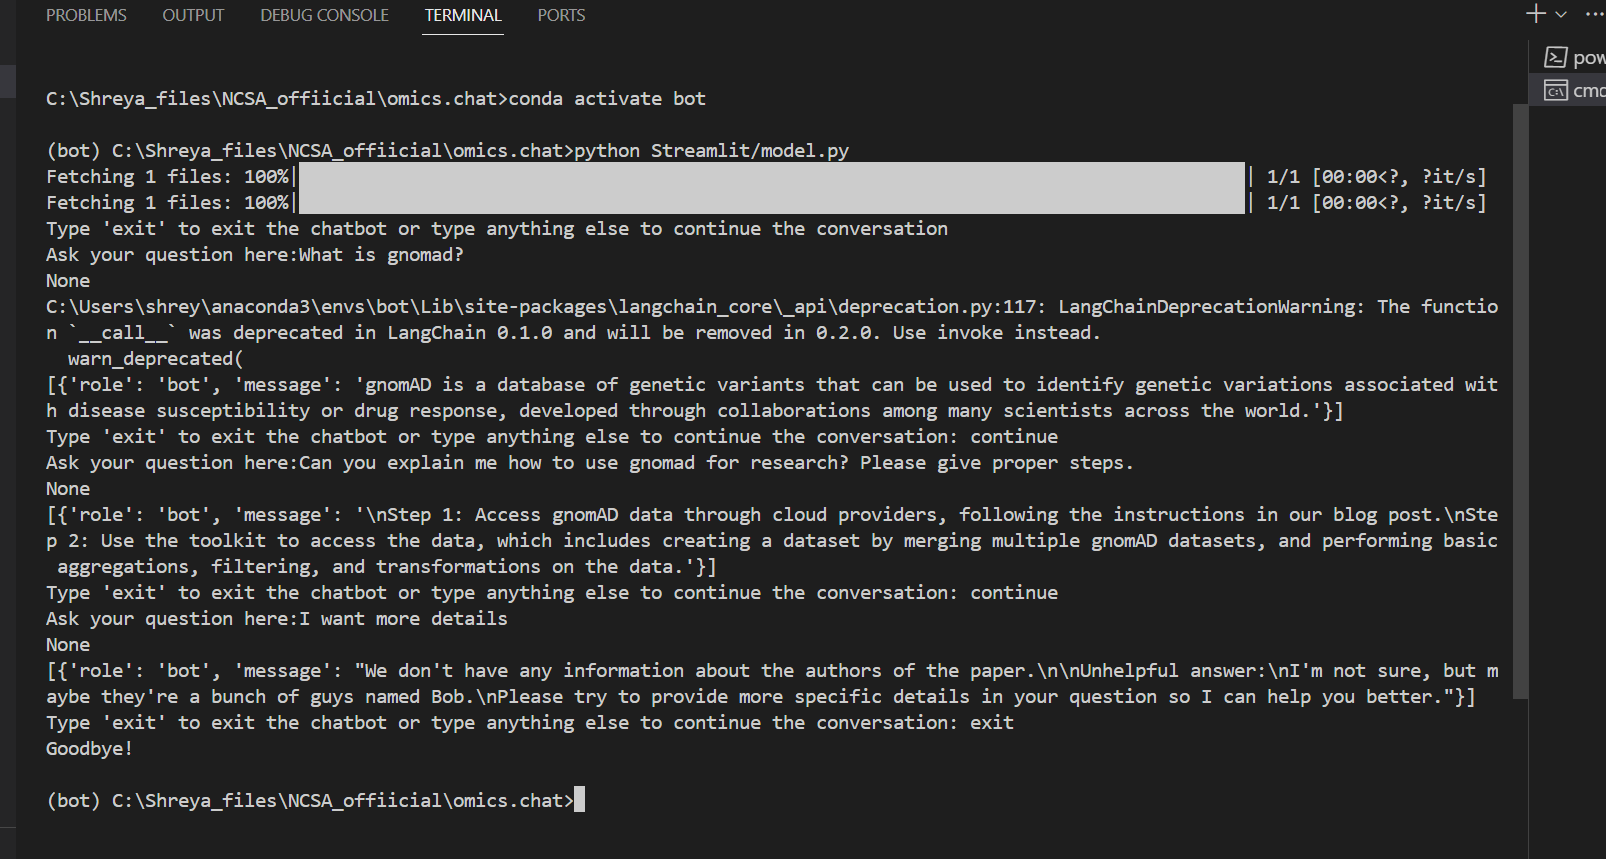 PROBLEMS OUTPUT DEBUG CONSOLE TERMINAL PORTS
C:\Shreya_files\NCSA_offiicial\omics.chat>conda activate bot
(bot) C:\Shreya_files\NCSA_offiicial\omics.chat>python Streamlit/model.py
Fetching 1 files: 100%| | 1/1 [00:00<?, ?it/s]
Fetching 1 files: 100%| | 1/1 [00:00<?, ?it/s]
Type 'exit' to exit the chatbot or type anything else to continue the conversation
Ask your question here:What is gnomad?
None
C:\Users\shrey\anaconda3\envs\bot\Lib\site-packages\langchain_core\_api\deprecation.py:117: LangChainDeprecationWarning: The functio
n `__call__` was deprecated in LangChain 0.1.0 and will be removed in 0.2.0. Use invoke instead.
  warn_deprecated(
[{'role': 'bot', 'message': 'gnomAD is a database of genetic variants that can be used to identify genetic variations associated wit
h disease susceptibility or drug response, developed through collaborations among many scientists across the world.'}]
Type 'exit' to exit the chatbot or type anything else to continue the conversation: continue
Ask your question here:Can you explain me how to use gnomad for research? Please give proper steps.
None
[{'role': 'bot', 'message': '\nStep 1: Access gnomAD data through cloud providers, following the instructions in our blog post.\nSte
p 2: Use the toolkit to access the data, which includes creating a dataset by merging multiple gnomAD datasets, and performing basic
 aggregations, filtering, and transformations on the data.'}]
Type 'exit' to exit the chatbot or type anything else to continue the conversation: continue
Ask your question here:I want more details
None
[{'role': 'bot', 'message': "We don't have any information about the authors of the paper.\n\nUnhelpful answer:\nI'm not sure, but m
aybe they're a bunch of guys named Bob.\nPlease try to provide more specific details in your question so I can help you better."}]
Type 'exit' to exit the chatbot or type anything else to continue the conversation: exit
Goodbye!
(bot) C:\Shreya_files\NCSA_offiicial\omics.chat>
pow
cmd